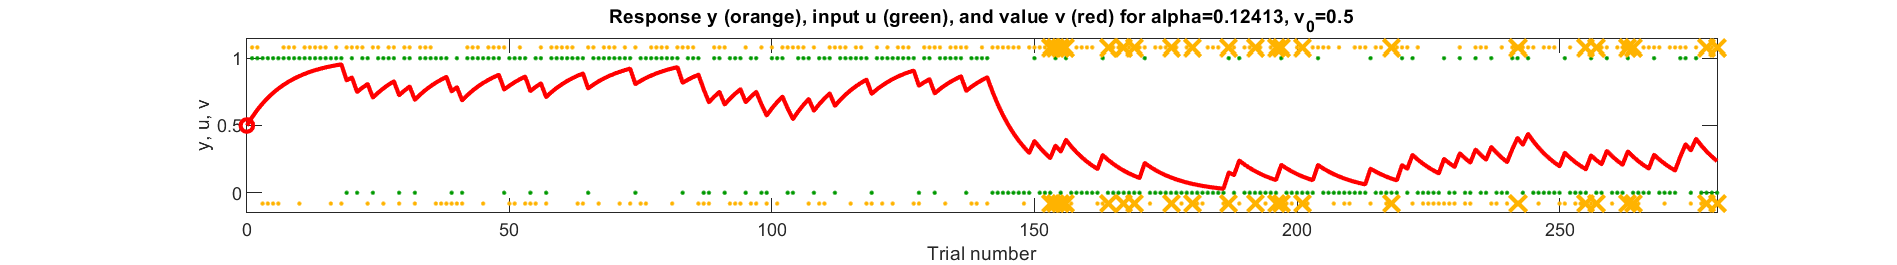 Response y (orange), input u (green), and value v (red) for alpha=0.12413, v₀=0.5
y, u, v
1
0.5
0
0 50 100 150 200 250
Trial number